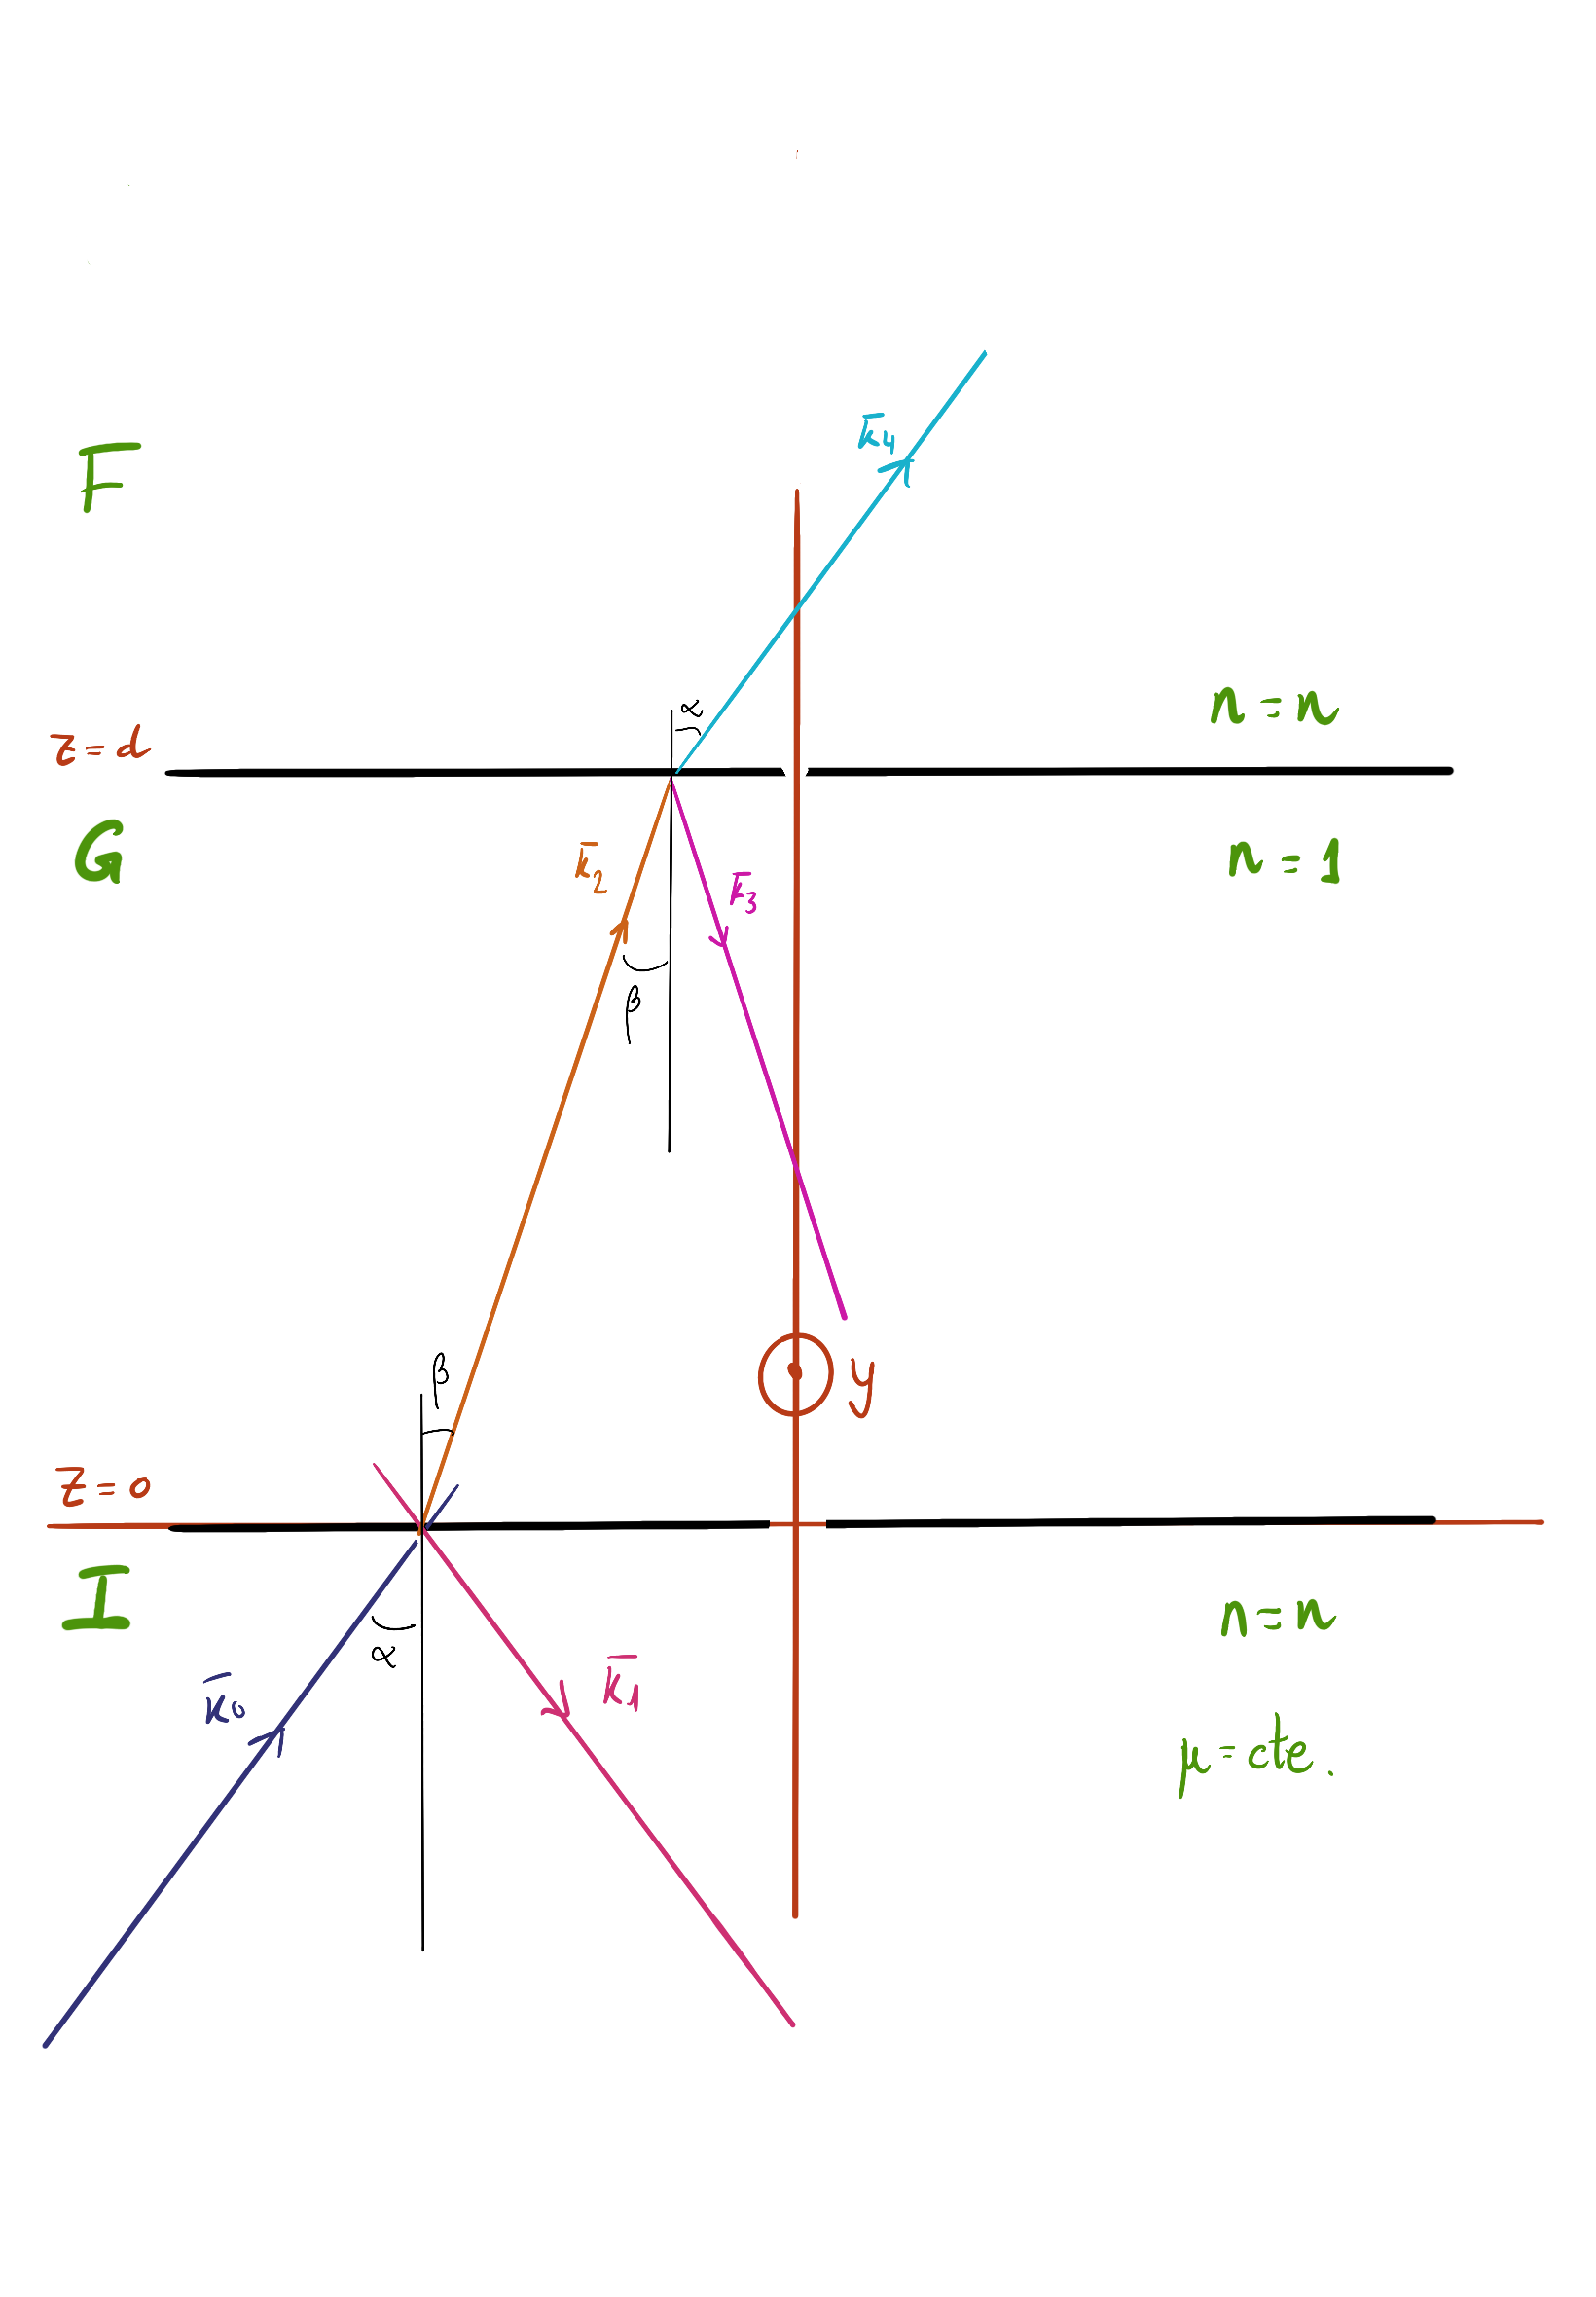 k̄₄
F
α
n = n
z = d
G
n = 1
k̄₂
k̄₃
β
β
y
z = 0
I
n = n
α
k̄₀
k̄₁
μ = cte.